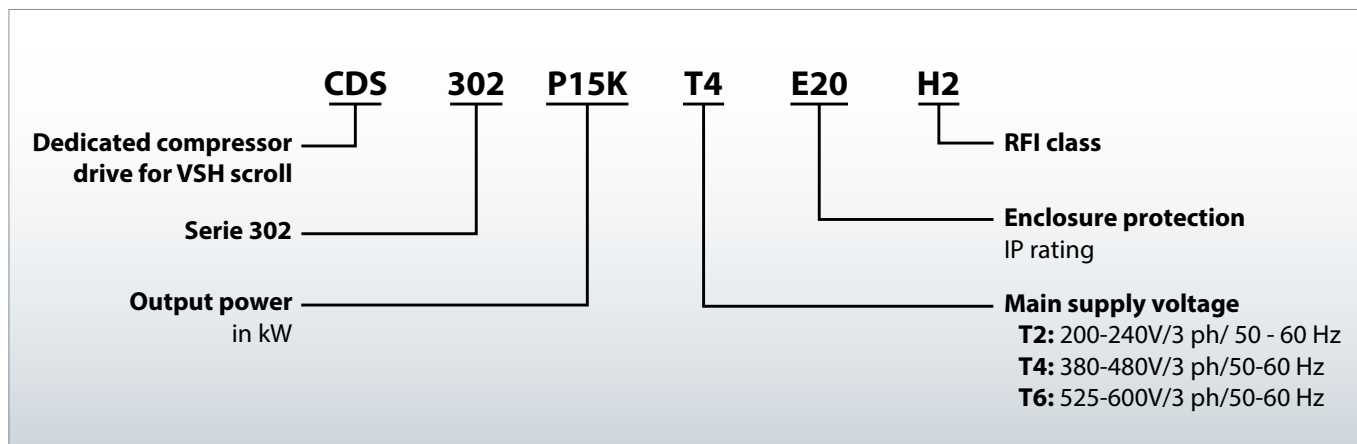 CDS 302 P15K T4 E20 H2
Dedicated compressor
drive for VSH scroll
Serie 302
Output power
in kW
RFI class
Enclosure protection
IP rating
Main supply voltage
T2: 200-240V/3 ph/ 50 - 60 Hz
T4: 380-480V/3 ph/50-60 Hz
T6: 525-600V/3 ph/50-60 Hz